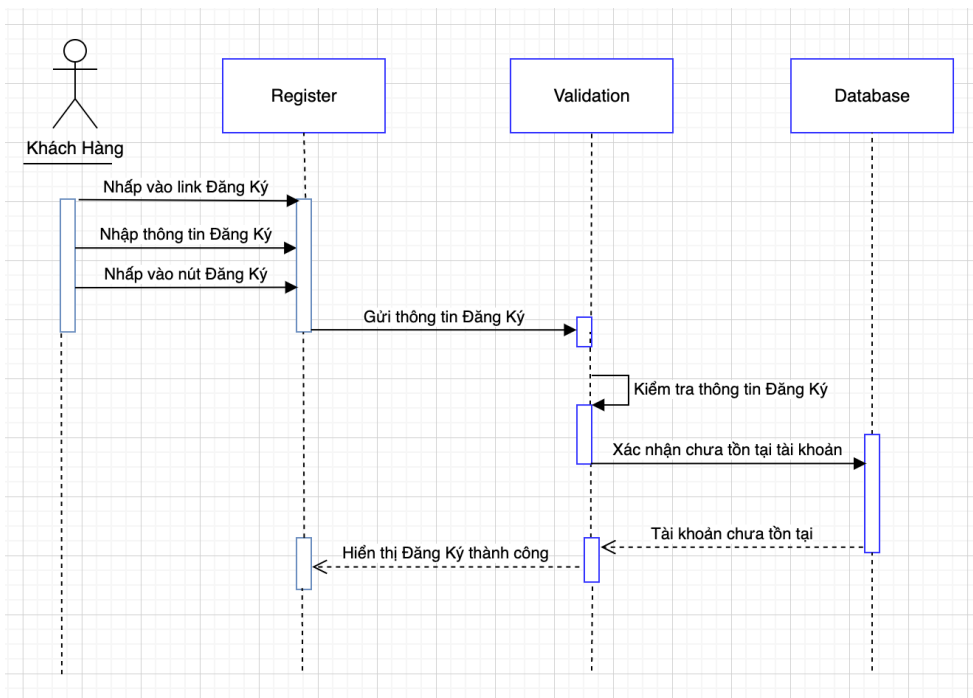 Register
Validation
Database
Khách Hàng
Nhấp vào link Đăng Ký
Nhập thông tin Đăng Ký
Nhấp vào nút Đăng Ký
Gửi thông tin Đăng Ký
Kiểm tra thông tin Đăng Ký
Xác nhận chưa tồn tại tài khoản
Tài khoản chưa tồn tại
Hiển thị Đăng Ký thành công